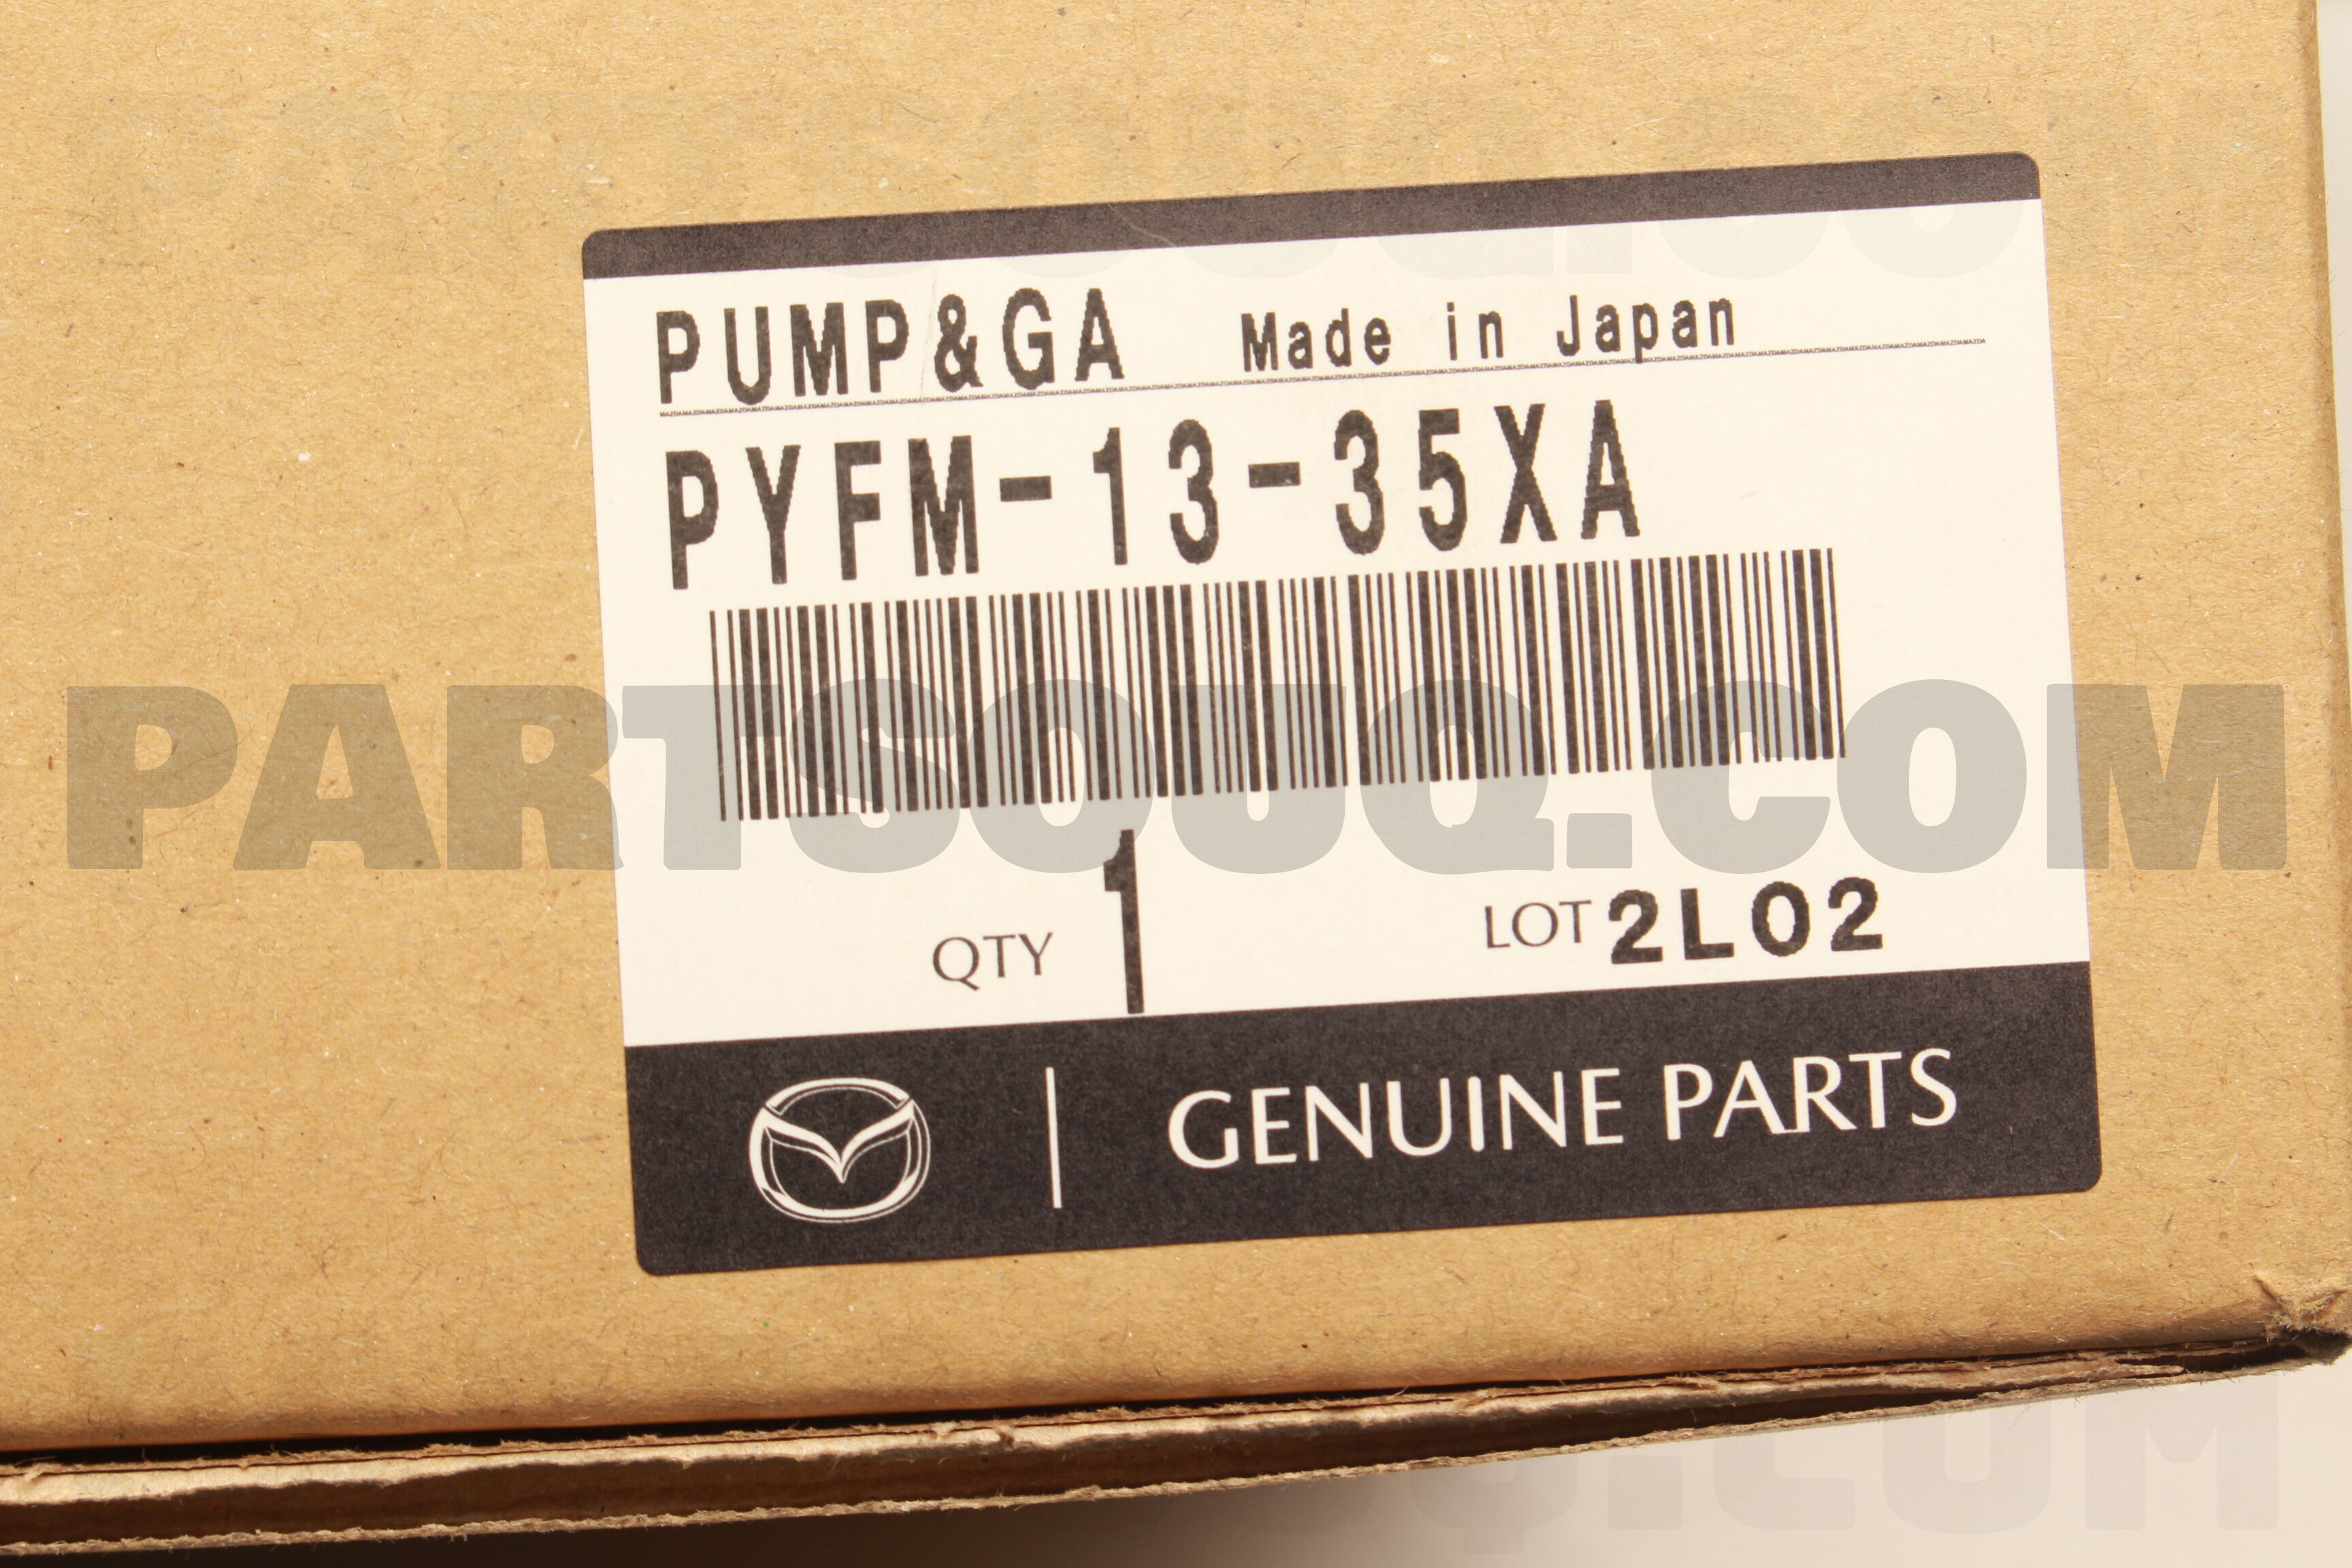 PUMP&GA Made in Japan
PYFM-13-35XA
PARTSOUQ.COM
QTY 1 LOT 2L02
GENUINE PARTS